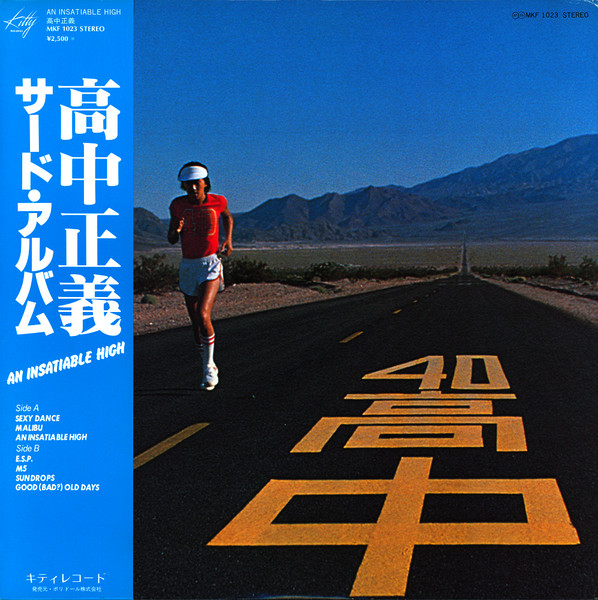 Kitty
RECORDS
AN INSATIABLE HIGH
高中正義
MKF 1023 STEREO
¥2,500
MKF 1023 STEREO
高中正義
サード・アルバム
AN INSATIABLE HIGH
Side A
SEXY DANCE
MALIBU
AN INSATIABLE HIGH
Side B
E.S.P.
M5
SUNDROPS
GOOD (BAD?) OLD DAYS
キティレコード
発売元・ポリドール株式会社
40
高
中